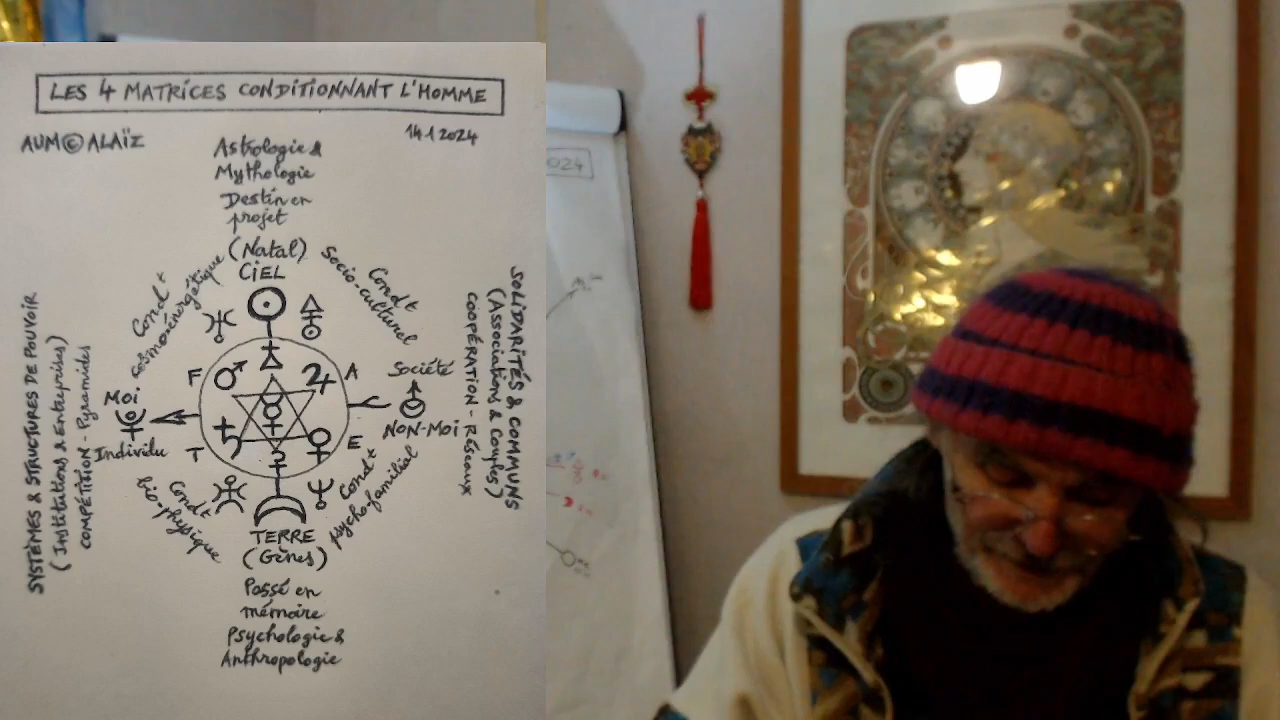 LES 4 MATRICES CONDITIONNANT L'HOMME
AUM © ALAÏZ
14.1.2024
Astrologie &
Mythologie
Destin en
projet
(Natal)
CIEL
Condt
cosmoénergétique
Condt
Socio-culturel
SYSTÈMES & STRUCTURES DE POUVOIR
(Institutions & Entreprises)
COMPÉTITION - Pyramides
SOLIDARITÉS & COMMUNS
(Associations & Couples)
COOPÉRATION - RÉSEAUX
F
A
Moi
Individu
Société
NON-MOI
T
E
Condt
biophysique
Condt
psychofamilial
TERRE
(Gènes)
Passé en
mémoire
Psychologie &
Anthropologie
2024